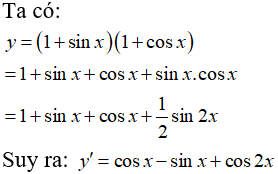 Ta có:
y = (1 + sin x)(1 + cos x)
= 1 + sin x + cos x + sin x.cos x
= 1 + sin x + cos x + \frac{1}{2} sin 2x
Suy ra: y' = cos x − sin x + cos 2x